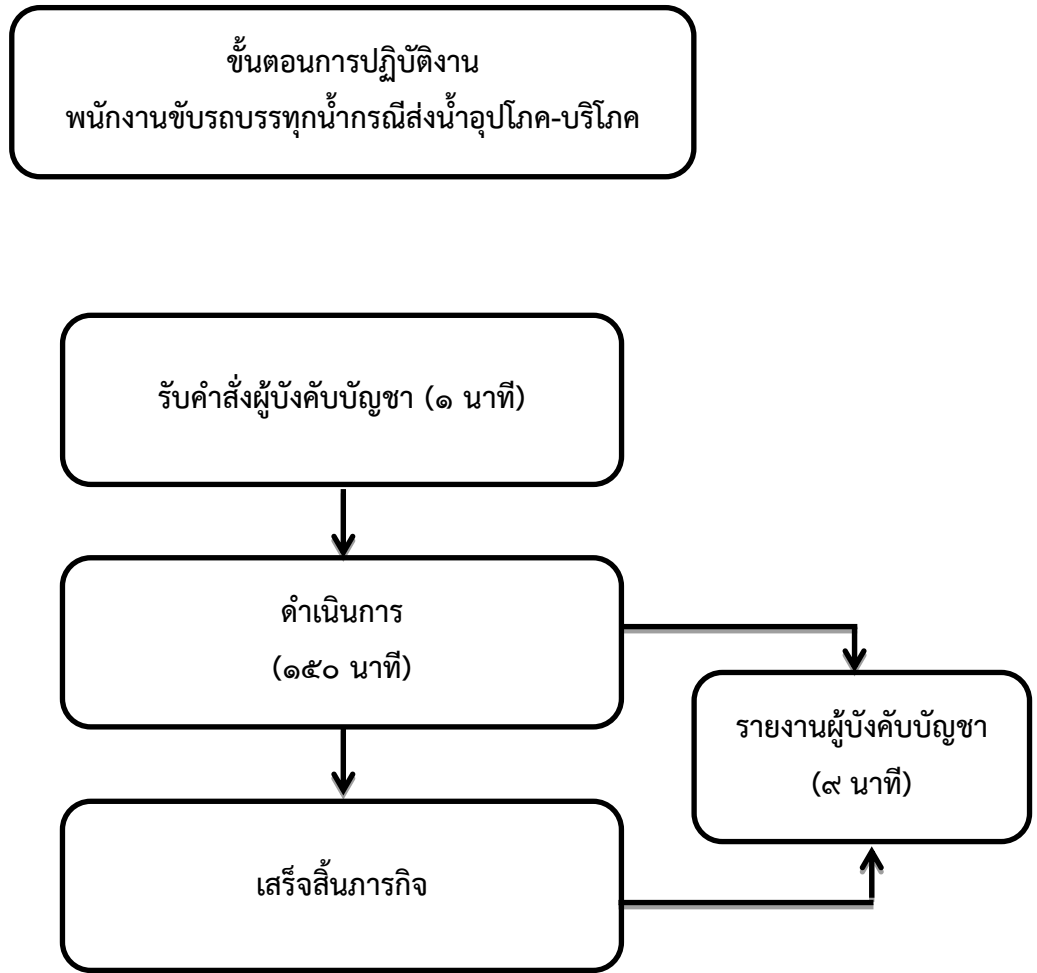 ขั้นตอนการปฏิบัติงาน
พนักงานขับรถบรรทุกน้ำกรณีส่งน้ำอุปโภค-บริโภค
รับคำสั่งผู้บังคับบัญชา (๑ นาที)
ดำเนินการ
(๑๕๐ นาที)
รายงานผู้บังคับบัญชา
(๙ นาที)
เสร็จสิ้นภารกิจ